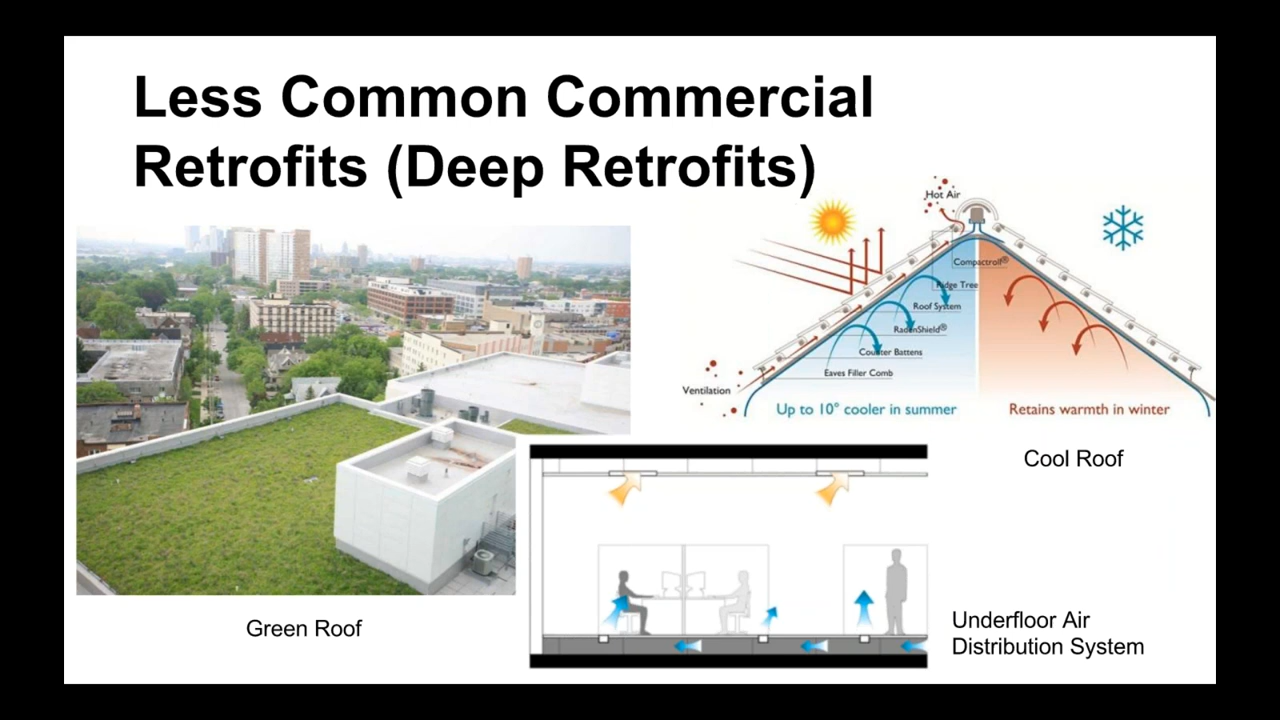 Less Common Commercial
Retrofits (Deep Retrofits)
Hot Air
Compactroll®
Ridge Tree
Roof System
RadenShield®
Counter Battens
Eaves Filler Comb
Ventilation
Up to 10° cooler in summer
Retains warmth in winter
Cool Roof
Green Roof
Underfloor Air
Distribution System